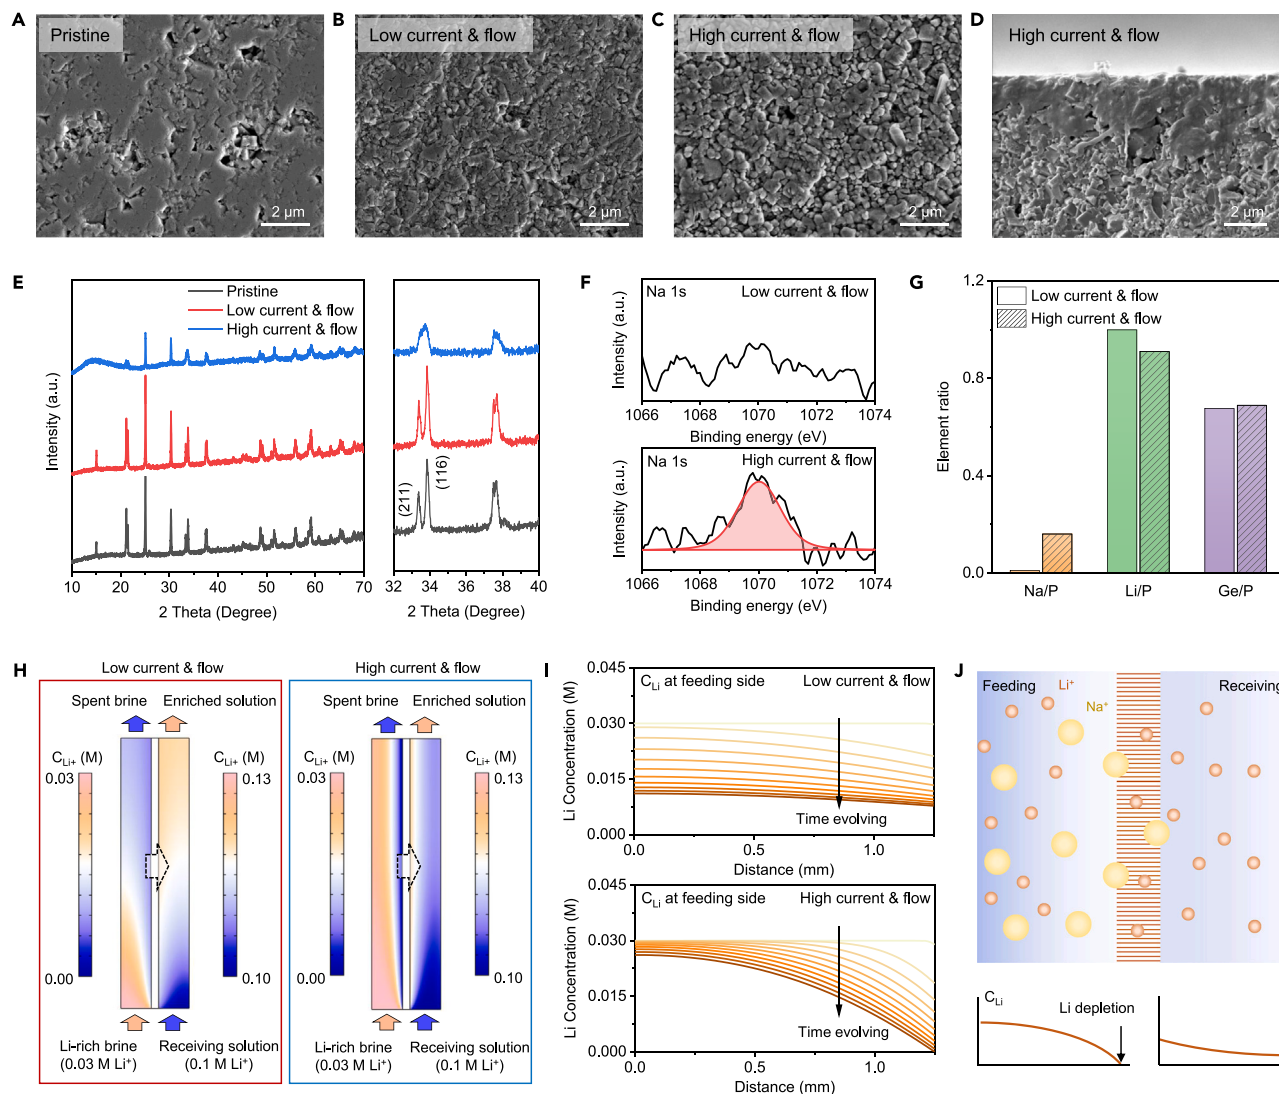 A Pristine
2 μm
B Low current & flow
2 μm
C High current & flow
2 μm
D High current & flow
2 μm
E
Pristine
Low current & flow
High current & flow
Intensity (a.u.)
10 20 30 40 50 60 70
2 Theta (Degree)
(211)
(116)
32 34 36 38 40
2 Theta (Degree)
F
Na 1s Low current & flow
Intensity (a.u.)
1066 1068 1070 1072 1074
Binding energy (eV)
Na 1s High current & flow
Intensity (a.u.)
1066 1068 1070 1072 1074
Binding energy (eV)
G
Low current & flow
High current & flow
Element ratio
1.2
0.8
0.4
0.0
Na/P Li/P Ge/P
H
Low current & flow
Spent brine Enriched solution
C_Li+ (M) C_Li+ (M)
0.03 0.13
0.00 0.10
Li-rich brine Receiving solution
(0.03 M Li⁺) (0.1 M Li⁺)
High current & flow
Spent brine Enriched solution
C_Li+ (M) C_Li+ (M)
0.03 0.13
0.00 0.10
Li-rich brine Receiving solution
(0.03 M Li⁺) (0.1 M Li⁺)
I
C_Li at feeding side Low current & flow
Li Concentration (M)
0.045
0.030
0.015
0.000
Time evolving
0.0 0.5 1.0
Distance (mm)
C_Li at feeding side High current & flow
Li Concentration (M)
0.045
0.030
0.015
0.000
Time evolving
0.0 0.5 1.0
Distance (mm)
J
Feeding Li⁺ Receiving
Na⁺
C_Li
Li depletion